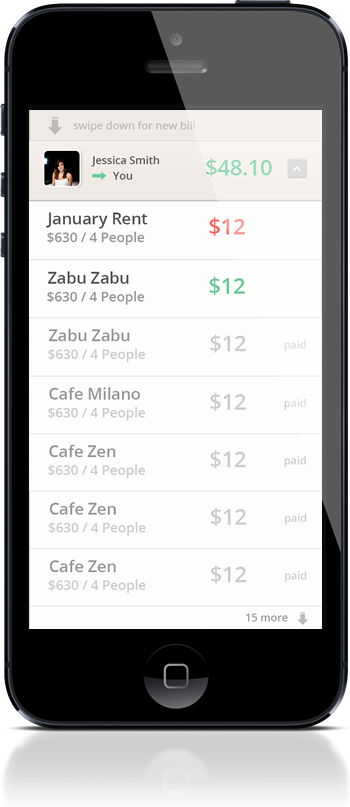 swipe down for new bill
Jessica Smith
You
$48.10
January Rent
$12
$630 / 4 People
Zabu Zabu
$12
$630 / 4 People
Zabu Zabu
$12
paid
$630 / 4 People
Cafe Milano
$12
paid
$630 / 4 People
Cafe Zen
$12
paid
$630 / 4 People
Cafe Zen
$12
paid
$630 / 4 People
Cafe Zen
$12
paid
$630 / 4 People
15 more